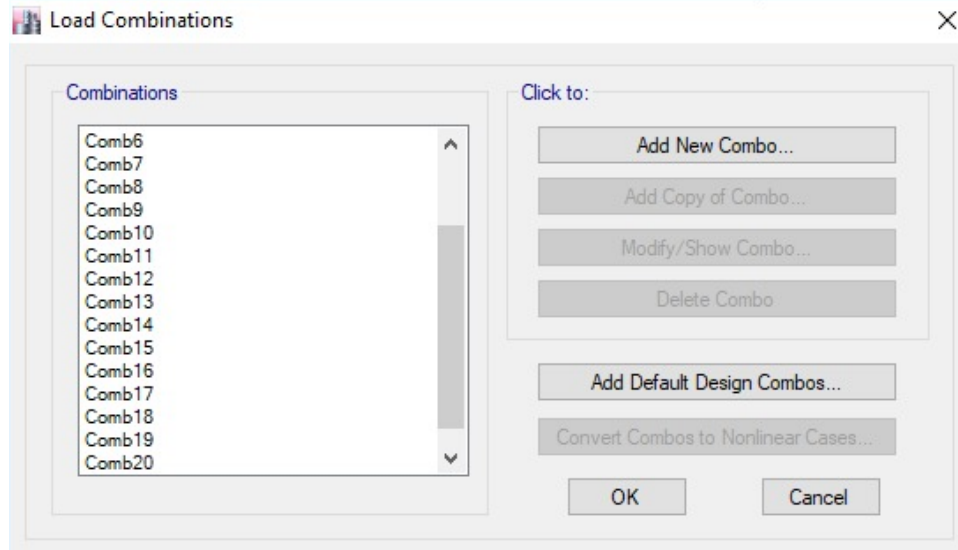 Load Combinations
Combinations
Comb6
Comb7
Comb8
Comb9
Comb10
Comb11
Comb12
Comb13
Comb14
Comb15
Comb16
Comb17
Comb18
Comb19
Comb20
Click to:
Add New Combo...
Add Copy of Combo...
Modify/Show Combo...
Delete Combo
Add Default Design Combos...
Convert Combos to Nonlinear Cases...
OK
Cancel